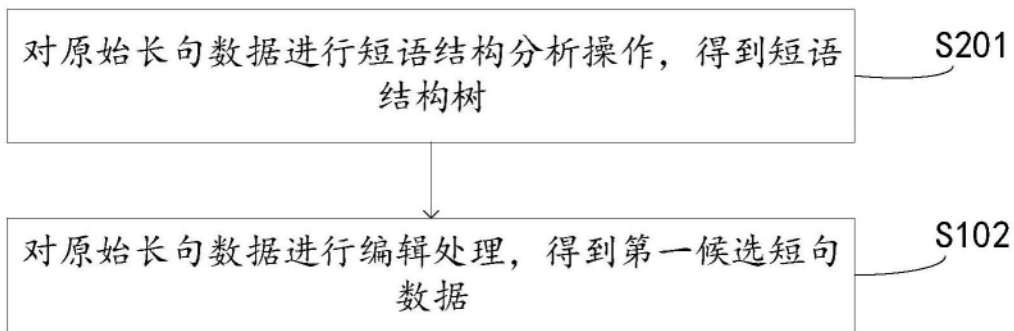 对原始长句数据进行短语结构分析操作，得到短语
结构树
S201
对原始长句数据进行编辑处理，得到第一候选短句
数据
S102